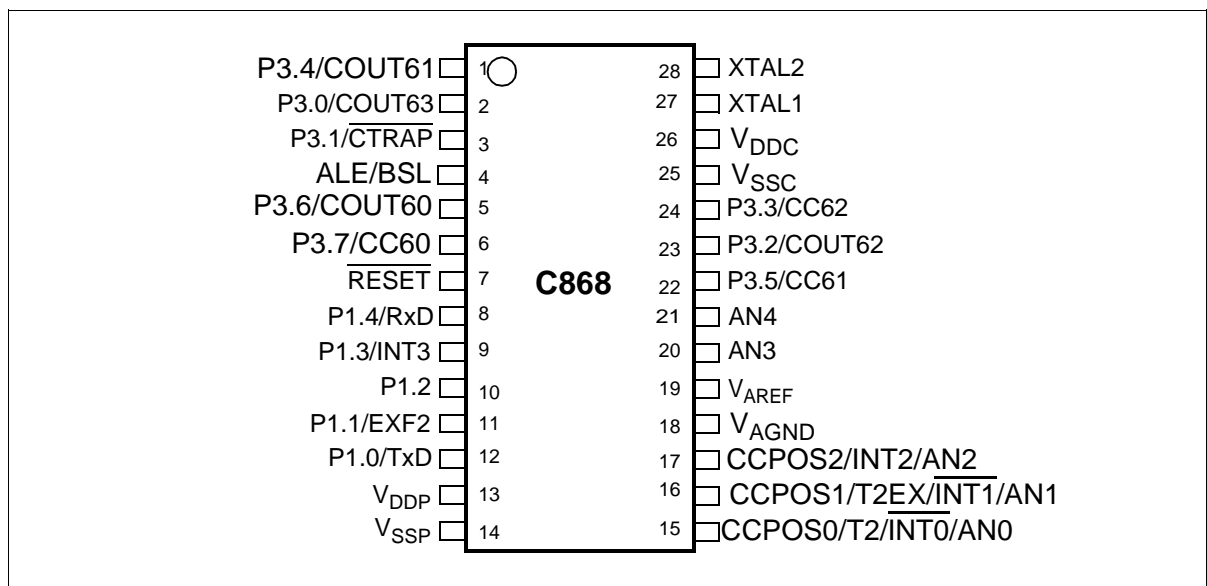 P3.4/COUT61 1 28 XTAL2
P3.0/COUT63 2 27 XTAL1
P3.1/CTRAP 3 26 VDDC
ALE/BSL 4 25 VSSC
P3.6/COUT60 5 24 P3.3/CC62
P3.7/CC60 6 23 P3.2/COUT62
RESET 7 C868 22 P3.5/CC61
P1.4/RxD 8 21 AN4
P1.3/INT3 9 20 AN3
P1.2 10 19 VAREF
P1.1/EXF2 11 18 VAGND
P1.0/TxD 12 17 CCPOS2/INT2/AN2
VDDP 13 16 CCPOS1/T2EX/INT1/AN1
VSSP 14 15 CCPOS0/T2/INT0/AN0